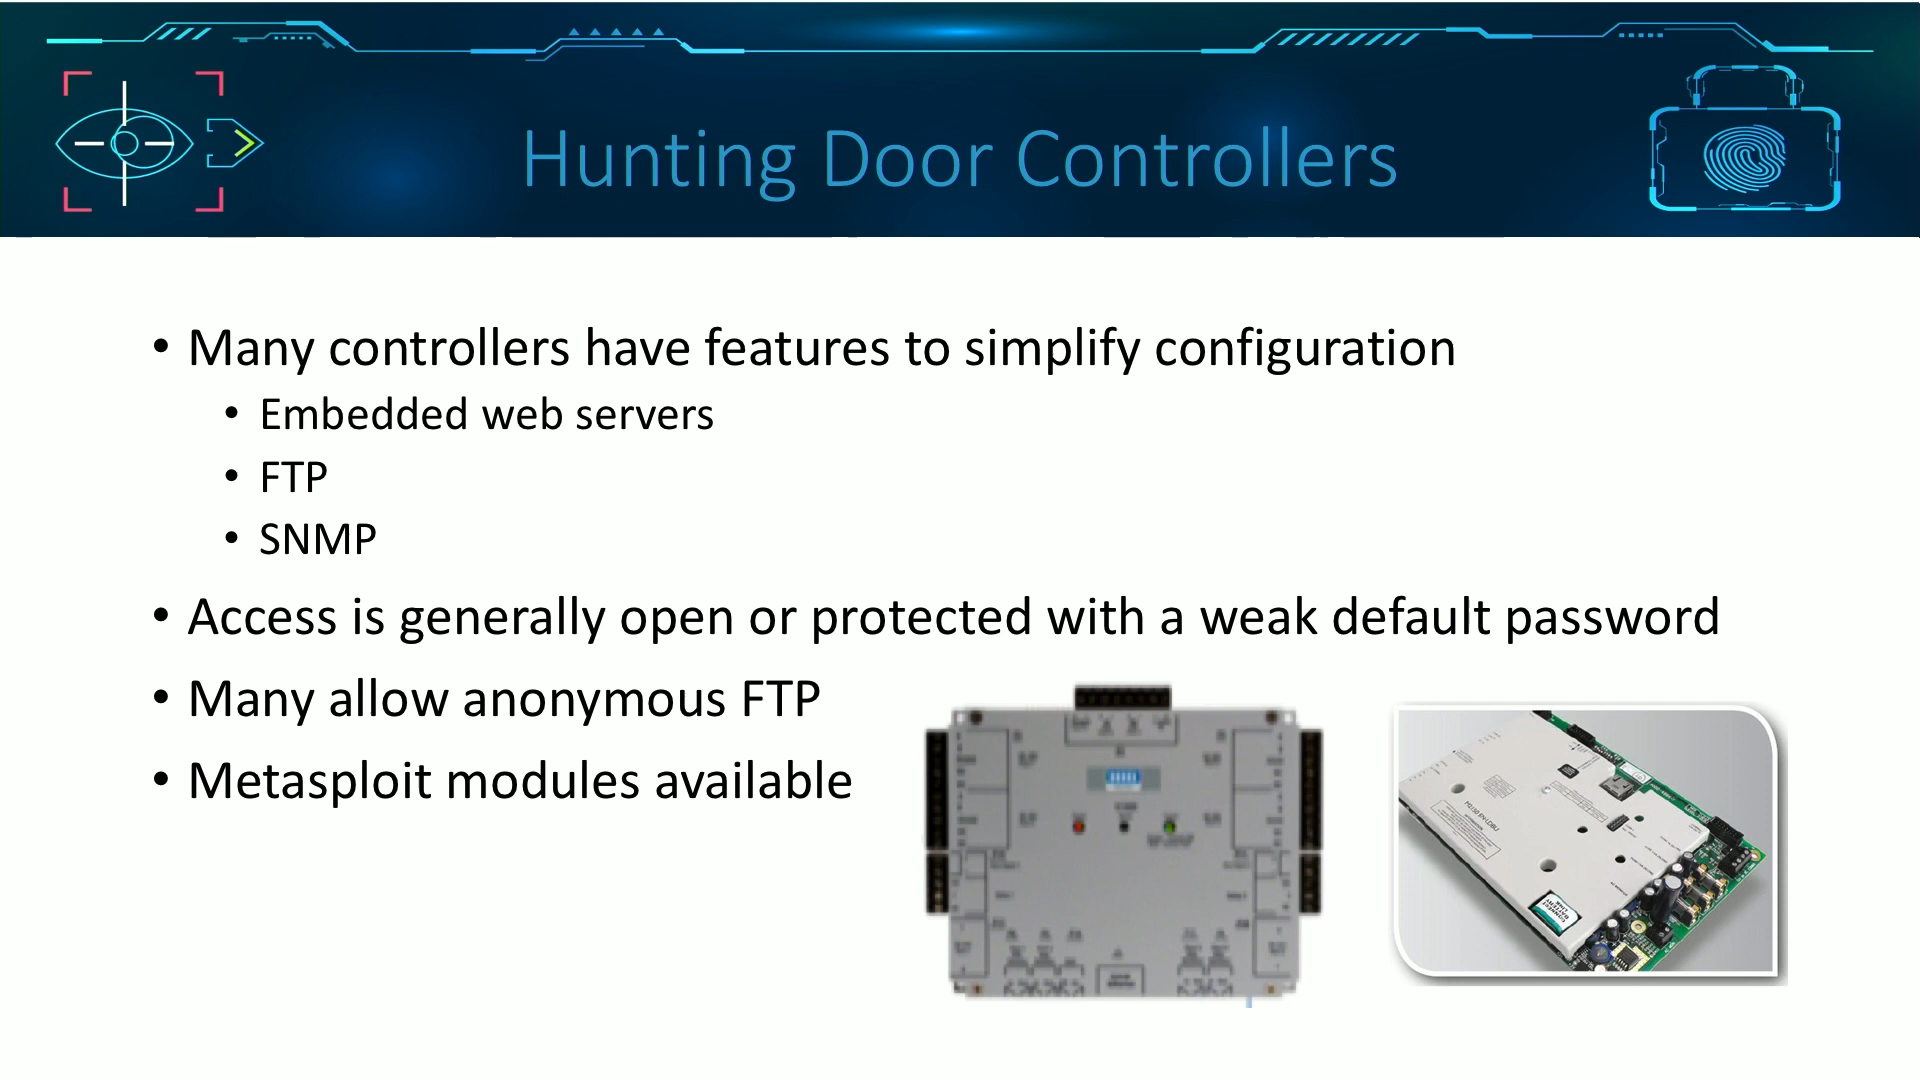 Hunting Door Controllers
• Many controllers have features to simplify configuration
• Embedded web servers
• FTP
• SNMP
• Access is generally open or protected with a weak default password
• Many allow anonymous FTP
• Metasploit modules available